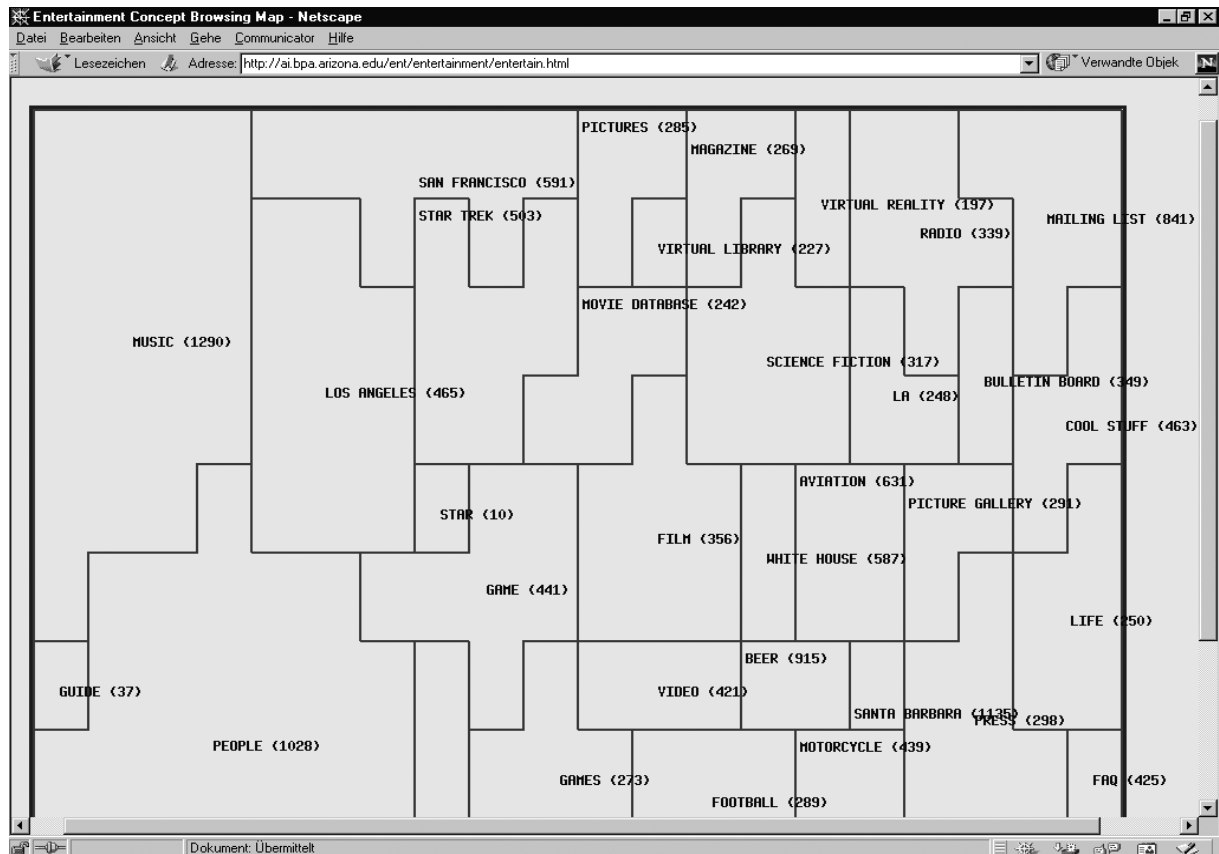 Entertainment Concept Browsing Map - Netscape
Datei Bearbeiten Ansicht Gehe Communicator Hilfe
Lesezeichen Adresse: http://ai.bpa.arizona.edu/ent/entertainment/entertain.html Verwandte Objek N
PICTURES (285)
MAGAZINE (269)
SAN FRANCISCO (591)
STAR TREK (503)
VIRTUAL REALITY (197)
MAILING LIST (841)
RADIO (339)
VIRTUAL LIBRARY (227)
MOVIE DATABASE (242)
MUSIC (1290)
SCIENCE FICTION (317)
BULLETIN BOARD (349)
LOS ANGELES (465)
LA (248)
COOL STUFF (463)
AVIATION (631)
PICTURE GALLERY (291)
STAR (10)
FILM (356)
WHITE HOUSE (587)
GAME (441)
LIFE (250)
BEER (915)
GUIDE (37)
VIDEO (421)
SANTA BARBARA (1135)
PRESS (298)
PEOPLE (1028)
MOTORCYCLE (439)
GAMES (273)
FAQ (425)
FOOTBALL (289)
Dokument: Übermittelt